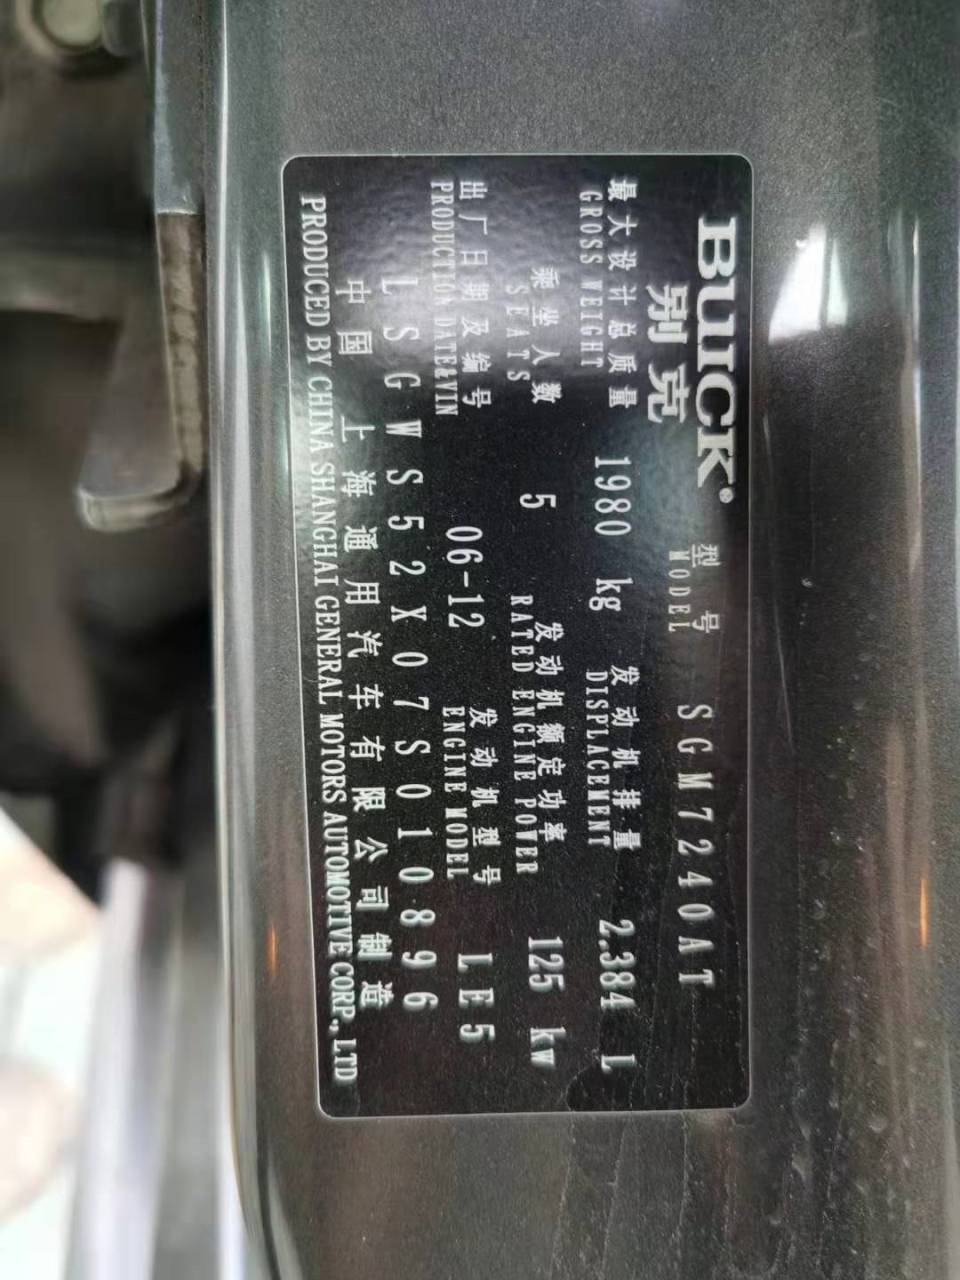 BUICK®
别克
型号 SGM7240AT
MODEL
最大设计总质量 1980 kg 发动机排量 2.384 L
GROSS WEIGHT DISPLACEMENT
乘坐人数 5 发动机额定功率 125 kw
SEATS RATED ENGINE POWER
出厂日期及编号 06-12 发动机型号 LE5
PRODUCTION DATE&VIN ENGINE MODEL
LSGWS52X07S010896
中国 上海通用汽车有限公司制造
PRODUCED BY CHINA SHANGHAI GENERAL MOTORS AUTOMOTIVE CORP.,LTD